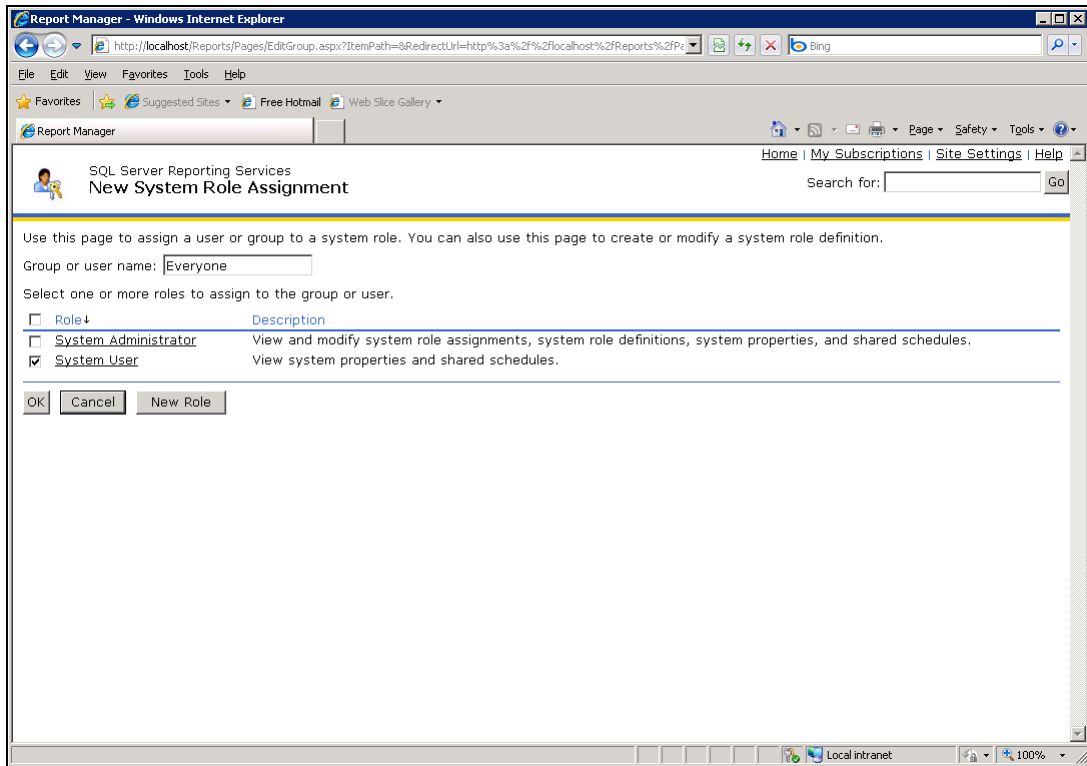 Report Manager - Windows Internet Explorer
http://localhost/Reports/Pages/EditGroup.aspx?ItemPath=&RedirectUrl=http%3a%2f%2flocalhost%2fReports%2fPa
Bing
File Edit View Favorites Tools Help
Favorites Suggested Sites Free Hotmail Web Slice Gallery
Report Manager Page Safety Tools
Home | My Subscriptions | Site Settings | Help
SQL Server Reporting Services
New System Role Assignment
Search for: Go
Use this page to assign a user or group to a system role. You can also use this page to create or modify a system role definition.
Group or user name: Everyone
Select one or more roles to assign to the group or user.
Role↓ Description
System Administrator View and modify system role assignments, system role definitions, system properties, and shared schedules.
System User View system properties and shared schedules.
OK Cancel New Role
Local intranet 100%